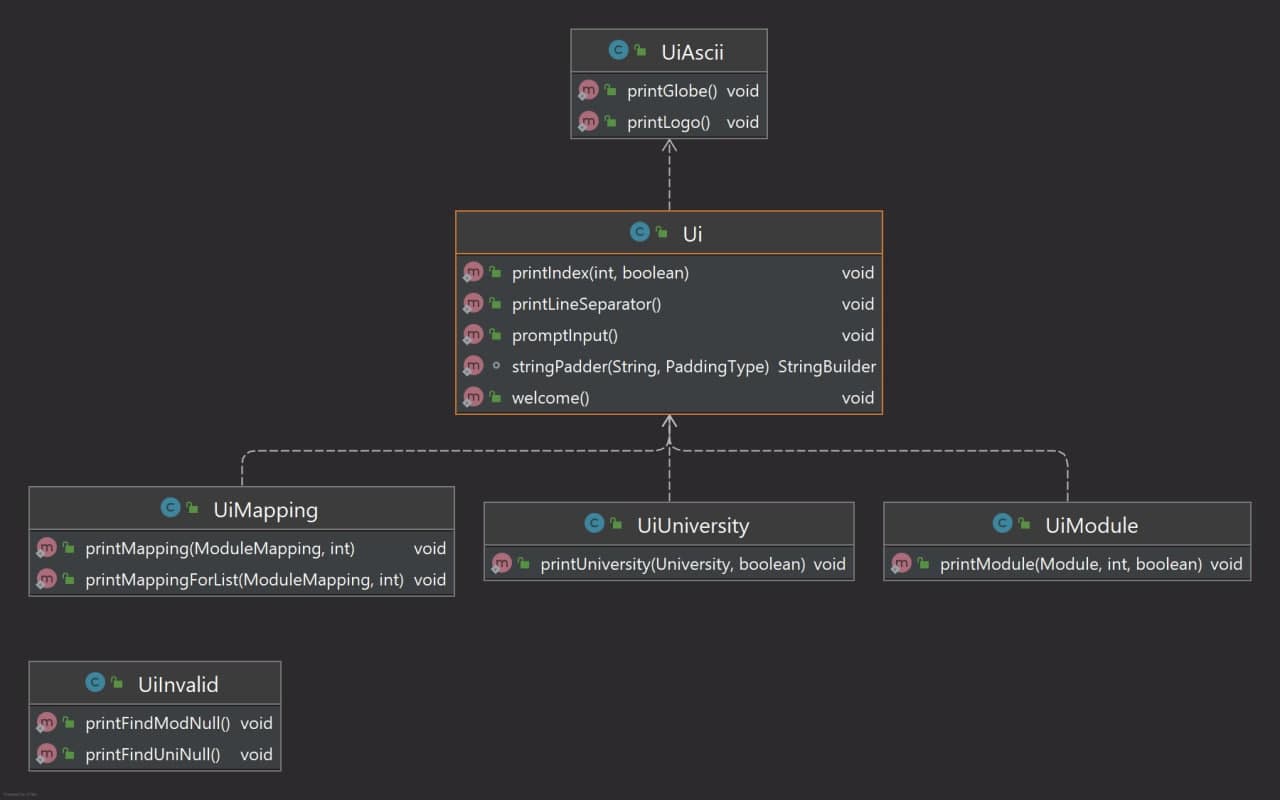 UiAscii
printGlobe() void
printLogo() void
Ui
printIndex(int, boolean) void
printLineSeparator() void
promptInput() void
stringPadder(String, PaddingType) StringBuilder
welcome() void
UiMapping
printMapping(ModuleMapping, int) void
printMappingForList(ModuleMapping, int) void
UiUniversity
printUniversity(University, boolean) void
UiModule
printModule(Module, int, boolean) void
UiInvalid
printFindModNull() void
printFindUniNull() void